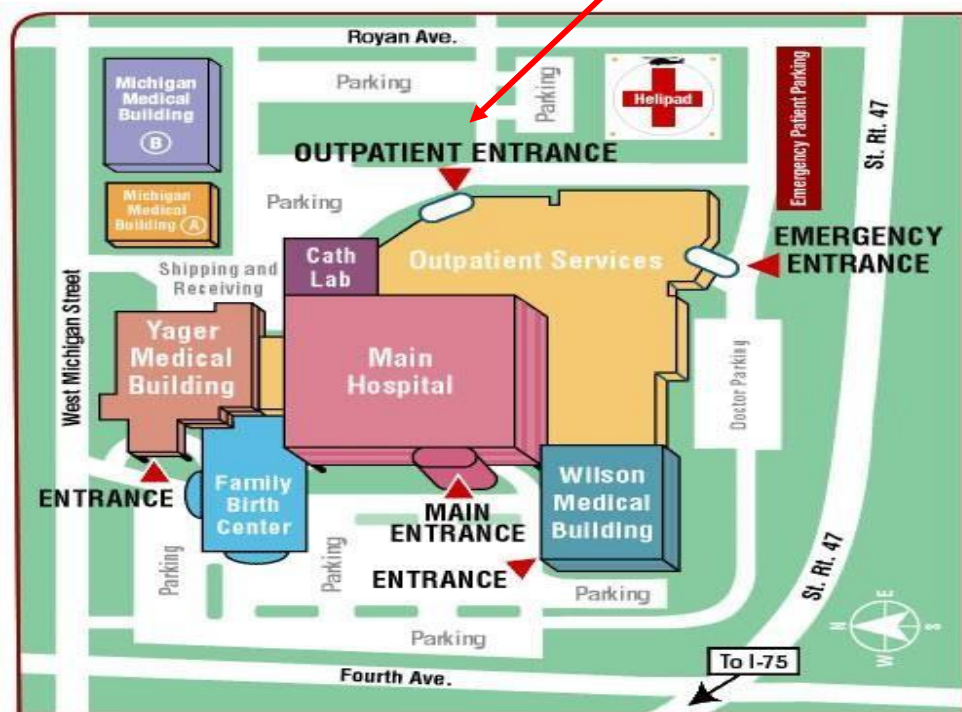 Royan Ave.
Michigan
Medical
Building
B
Parking
Parking
Helipad
Emergency Patient Parking
St. Rt. 47
OUTPATIENT ENTRANCE
Michigan
Medical
Building A
Parking
EMERGENCY
ENTRANCE
Cath
Lab
Outpatient Services
Shipping and
Receiving
West Michigan Street
Yager
Medical
Building
Main
Hospital
Doctor Parking
ENTRANCE
Family
Birth
Center
MAIN
ENTRANCE
Wilson
Medical
Building
ENTRANCE
Parking
Parking
Parking
Parking
St. Rt. 47
N
E
S
W
To I-75
Fourth Ave.